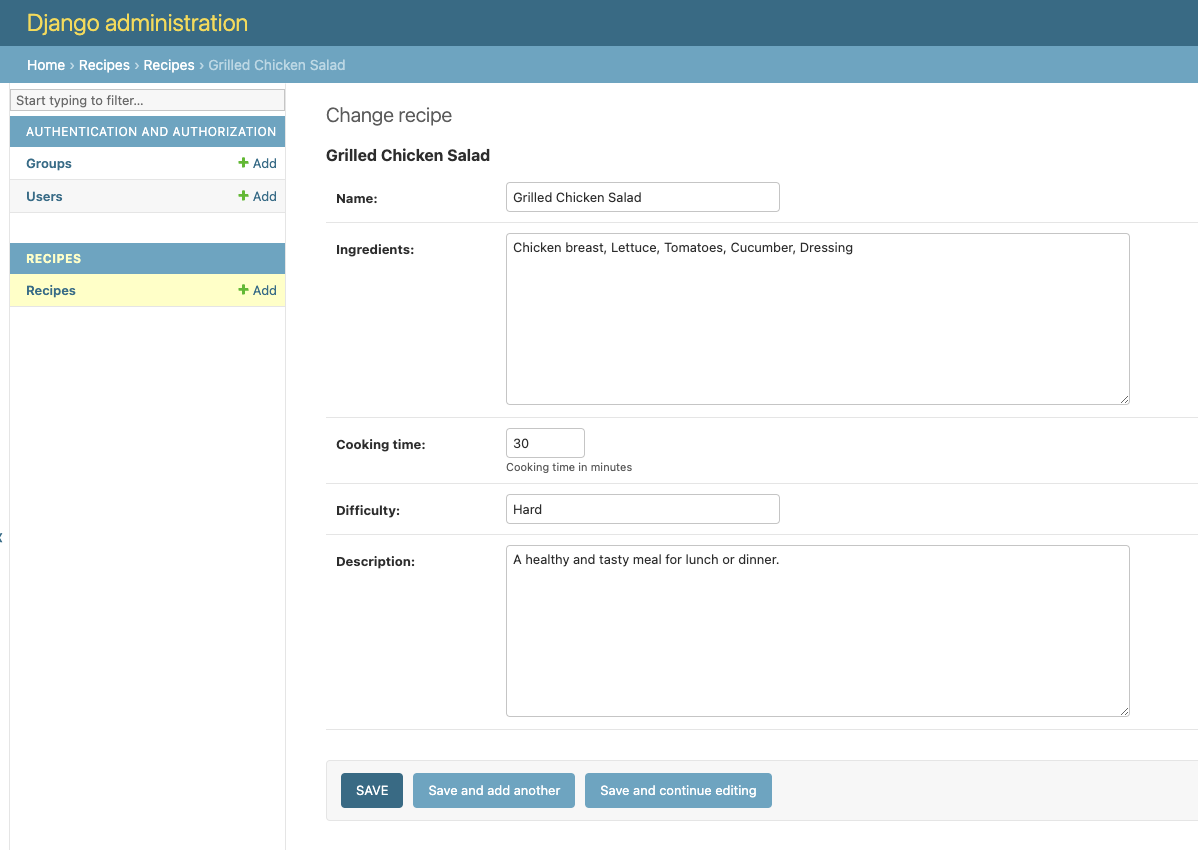 Django administration
Home › Recipes › Recipes › Grilled Chicken Salad
Start typing to filter...
AUTHENTICATION AND AUTHORIZATION
Groups + Add
Users + Add
RECIPES
Recipes + Add
Change recipe
Grilled Chicken Salad
Name: Grilled Chicken Salad
Ingredients: Chicken breast, Lettuce, Tomatoes, Cucumber, Dressing
Cooking time: 30
Cooking time in minutes
Difficulty: Hard
Description: A healthy and tasty meal for lunch or dinner.
SAVE Save and add another Save and continue editing